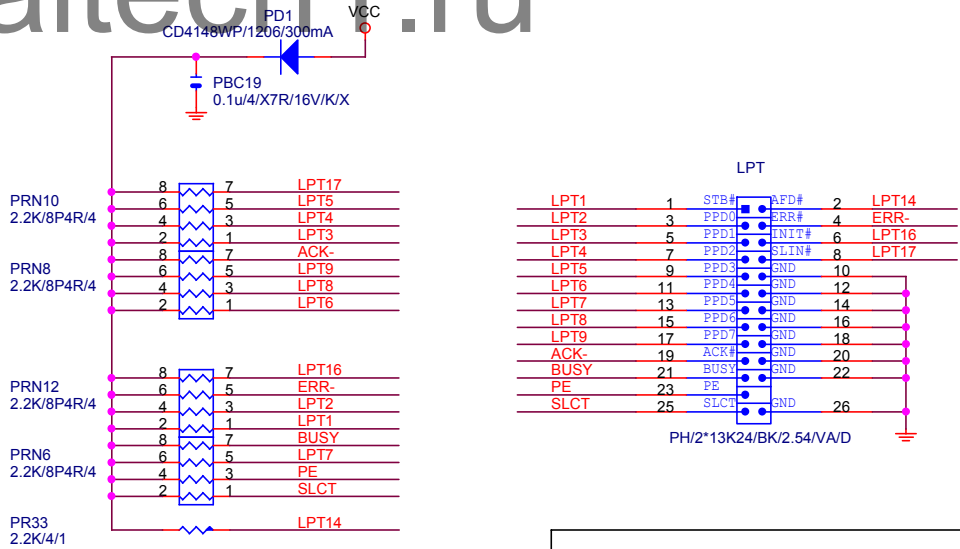 altech
.ru
PD1
VCC
CD4148WP/1206/300mA
PBC19
0.1u/4/X7R/16V/K/X
PRN10
2.2K/8P4R/4
8 7 LPT17
6 5 LPT5
4 3 LPT4
2 1 LPT3
PRN8
2.2K/8P4R/4
8 7 ACK-
6 5 LPT9
4 3 LPT8
2 1 LPT6
PRN12
2.2K/8P4R/4
8 7 LPT16
6 5 ERR-
4 3 LPT2
2 1 LPT1
PRN6
2.2K/8P4R/4
8 7 BUSY
6 5 LPT7
4 3 PE
2 1 SLCT
PR33
2.2K/4/1
LPT14
LPT
LPT1 1 STB# AFD# 2 LPT14
LPT2 3 PPD0 ERR# 4 ERR-
LPT3 5 PPD1 INIT# 6 LPT16
LPT4 7 PPD2 SLIN# 8 LPT17
LPT5 9 PPD3 GND 10
LPT6 11 PPD4 GND 12
LPT7 13 PPD5 GND 14
LPT8 15 PPD6 GND 16
LPT9 17 PPD7 GND 18
ACK- 19 ACK# GND 20
BUSY 21 BUSY GND 22
PE 23 PE
SLCT 25 SLCT GND 26
PH/2*13K24/BK/2.54/VA/D